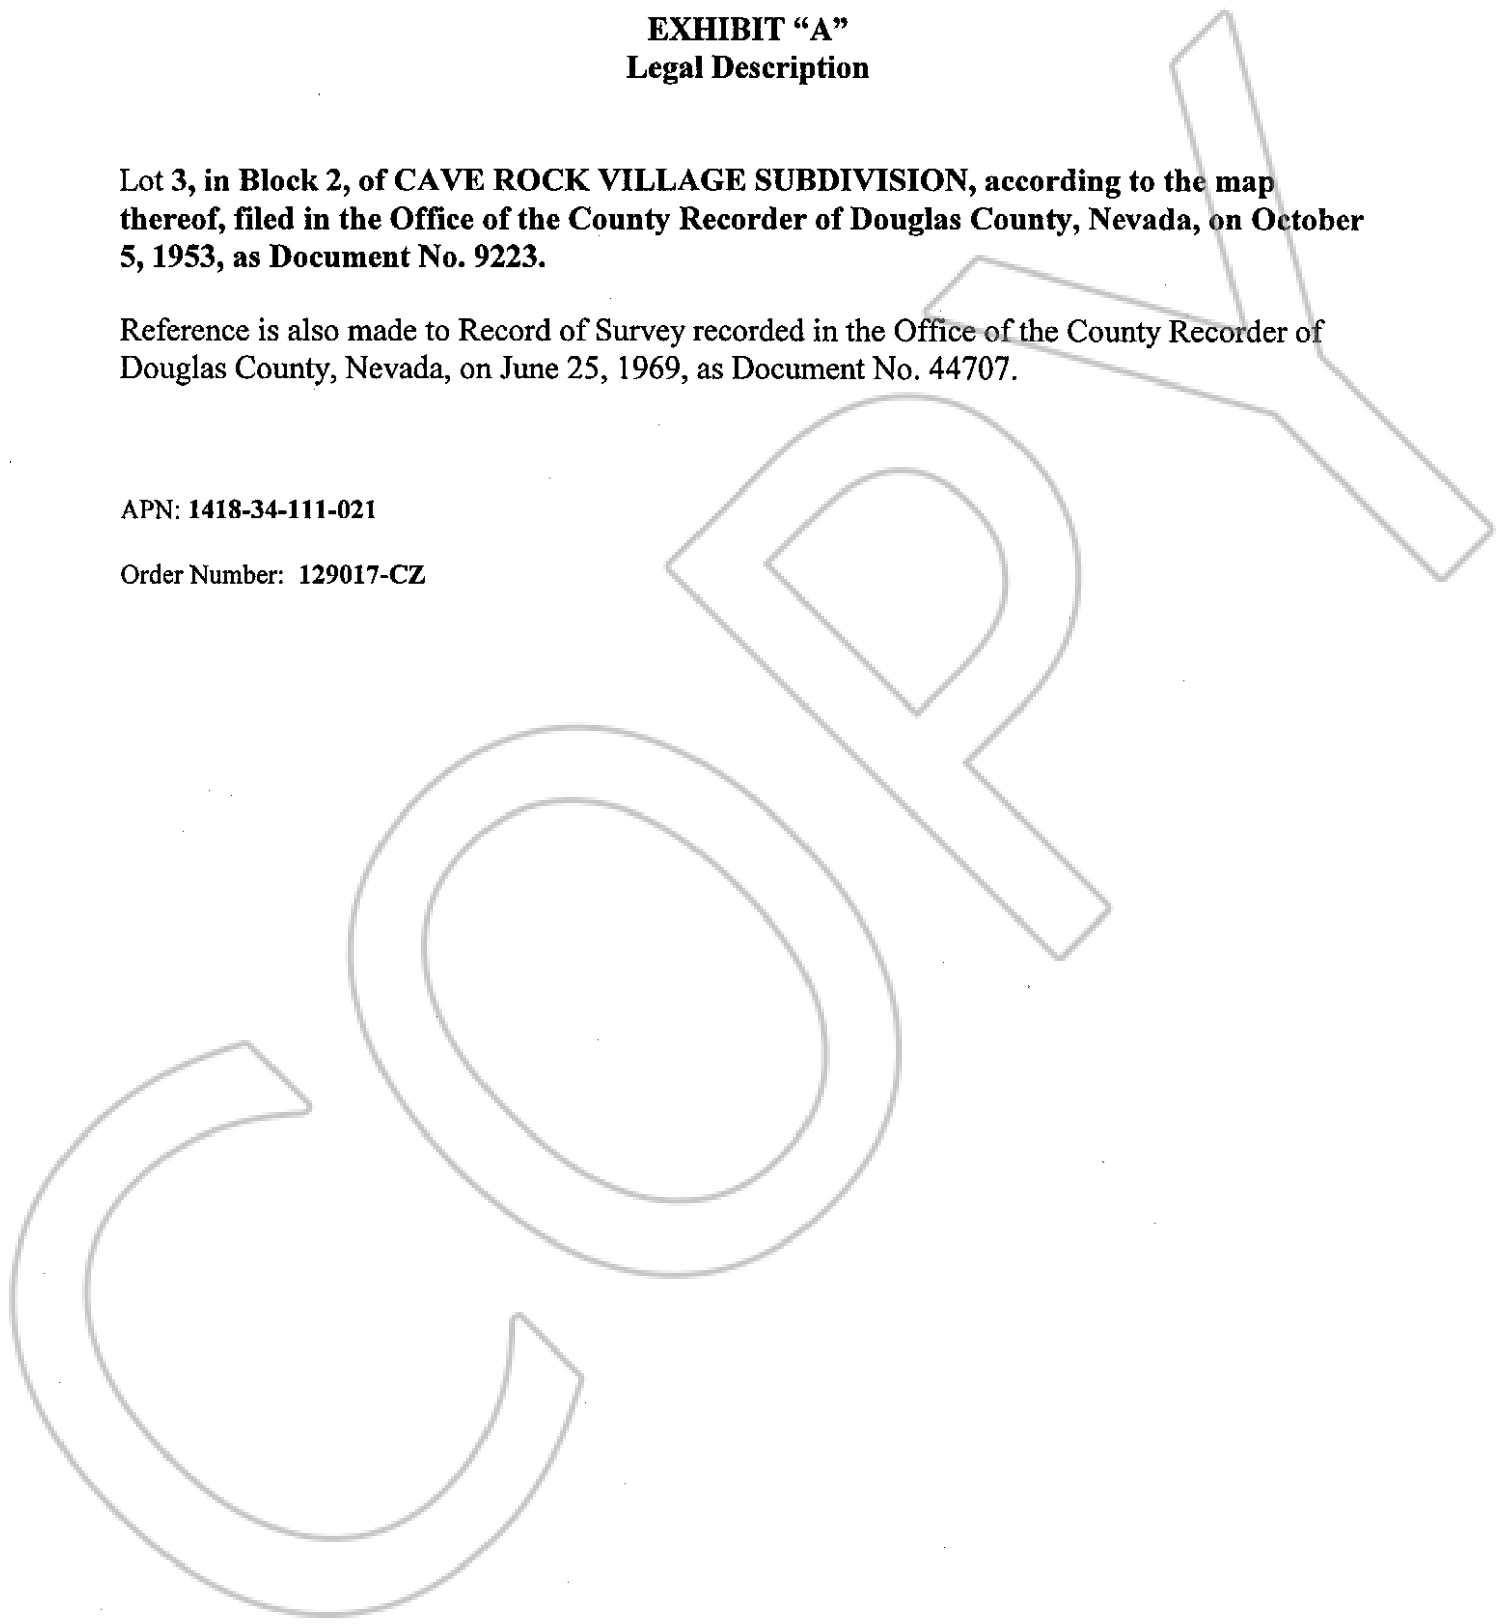 EXHIBIT “A”
Legal Description
Lot 3, in Block 2, of CAVE ROCK VILLAGE SUBDIVISION, according to the map
thereof, filed in the Office of the County Recorder of Douglas County, Nevada, on October
5, 1953, as Document No. 9223.
Reference is also made to Record of Survey recorded in the Office of the County Recorder of
Douglas County, Nevada, on June 25, 1969, as Document No. 44707.
APN: 1418-34-111-021
Order Number: 129017-CZ
COPY